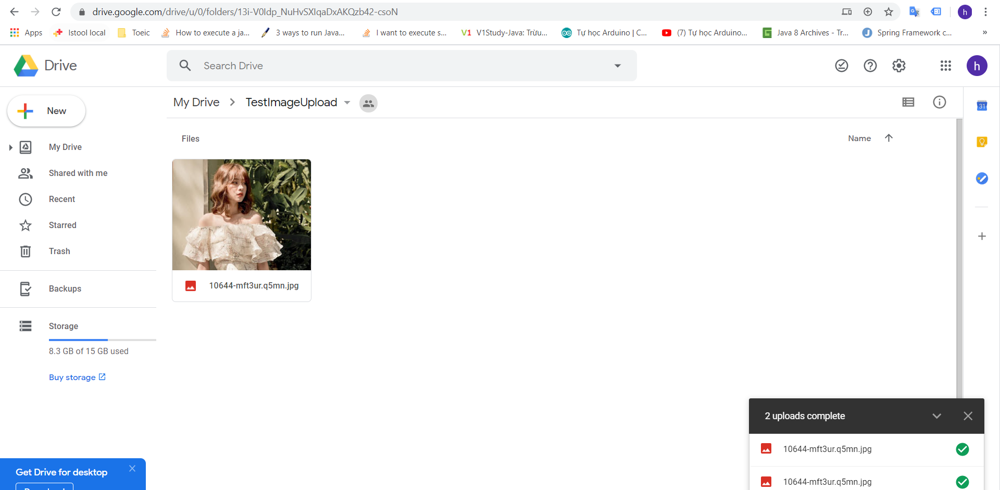 drive.google.com/drive/u/0/folders/13i-V0Idp_NuHvSXIqaDxAKQzb42-csoN
h
Apps
Istool local
Toeic
How to execute a ja...
3 ways to run Java...
I want to execute s...
V1 V1Study-Java: Trừu...
Tự học Arduino | C...
(7) Tự học Arduino...
Java 8 Archives - Tr...
Spring Framework c...
»
Drive
Search Drive
h
New
My Drive
TestImageUpload
31
Files
Name
My Drive
Shared with me
Recent
Starred
Trash
10644-mft3ur.q5mn.jpg
Backups
Storage
8.3 GB of 15 GB used
Buy storage
2 uploads complete
10644-mft3ur.q5mn.jpg
10644-mft3ur.q5mn.jpg
Get Drive for desktop